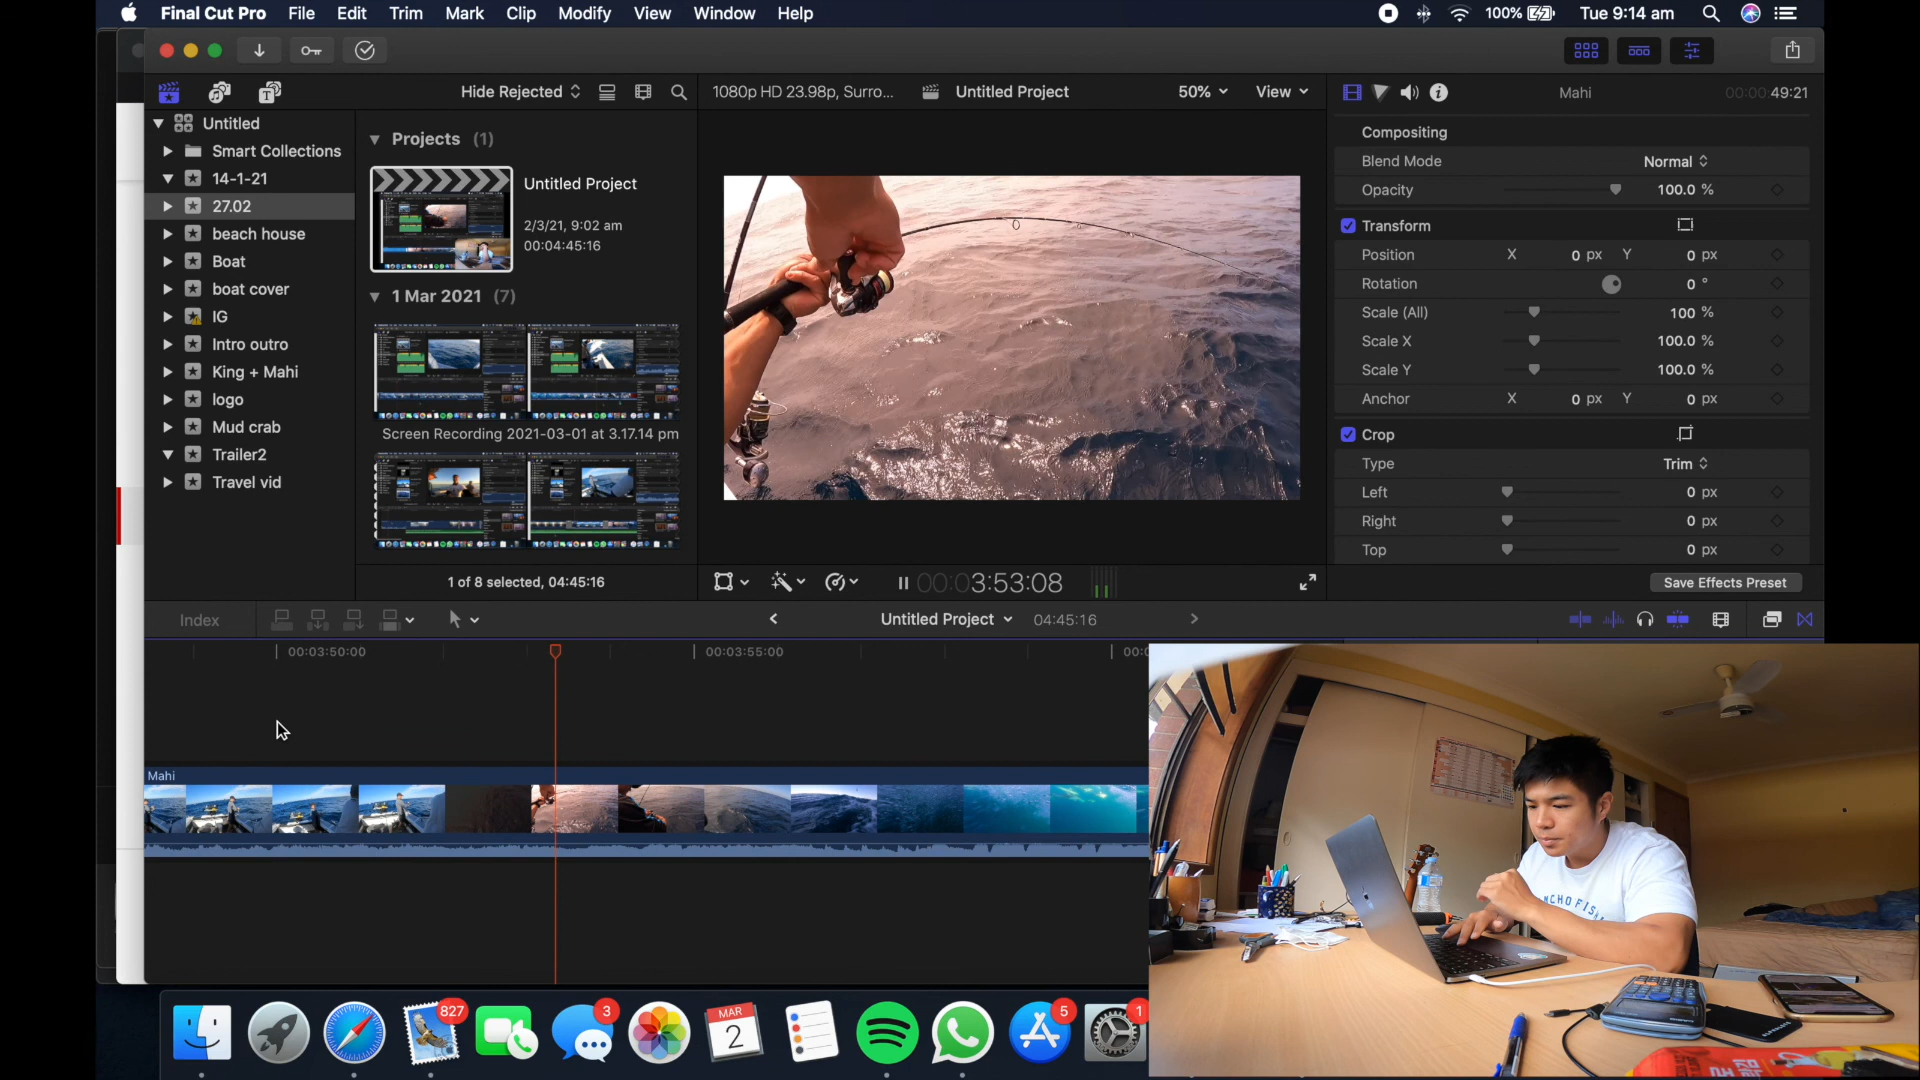 Final Cut Pro File Edit Trim Mark Clip Modify View Window Help 100% Tue 9:14 am
Hide Rejected
1080p HD 23.98p, Surro... Untitled Project 50% View
Mahi 00:00:49:21
Untitled
Smart Collections
14-1-21
27.02
beach house
Boat
boat cover
IG
Intro outro
King + Mahi
logo
Mud crab
Trailer2
Travel vid
Projects (1)
Untitled Project
2/3/21, 9:02 am
00:04:45:16
1 Mar 2021 (7)
Screen Recording 2021-03-01 at 3.17.14 pm
1 of 8 selected, 04:45:16
Compositing
Blend Mode Normal
Opacity 100.0 %
Transform
Position X 0 px Y 0 px
Rotation 0 °
Scale (All) 100 %
Scale X 100.0 %
Scale Y 100.0 %
Anchor X 0 px Y 0 px
Crop
Type Trim
Left 0 px
Right 0 px
Top 0 px
00:03:53:08
Save Effects Preset
Index
Untitled Project 04:45:16
00:03:50:00 00:03:55:00 00:0
Mahi
NCHO FISH
827
3
MAR
2
5
1